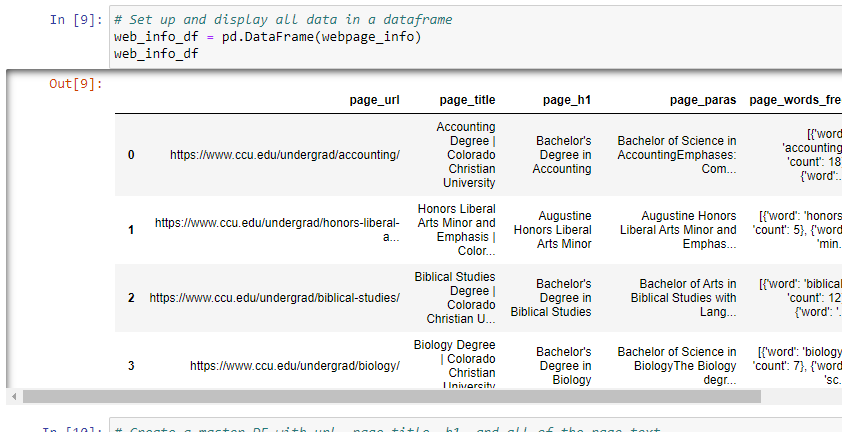 In [9]: # Set up and display all data in a dataframe
web_info_df = pd.DataFrame(webpage_info)
web_info_df
Out[9]:
page_url page_title page_h1 page_paras page_words_fre
0 https://www.ccu.edu/undergrad/accounting/ Accounting Degree | Colorado Christian University Bachelor's Degree in Accounting Bachelor of Science in AccountingEmphases: Com... [{'word 'accounting 'count': 18} {'word':..
1 https://www.ccu.edu/undergrad/honors-liberal-a... Honors Liberal Arts Minor and Emphasis | Color... Augustine Honors Liberal Arts Minor Augustine Honors Liberal Arts Minor and Emphas... [{'word': 'honors 'count': 5}, {'word 'min..
2 https://www.ccu.edu/undergrad/biblical-studies/ Biblical Studies Degree | Colorado Christian U... Bachelor's Degree in Biblical Studies Bachelor of Arts in Biblical Studies with Lang... [{'word': 'biblical 'count': 12 {'word': '..
3 https://www.ccu.edu/undergrad/biology/ Biology Degree | Colorado Christian University Bachelor's Degree in Biology Bachelor of Science in BiologyThe Biology degr... [{'word': 'biology 'count': 7}, {'word 'sc..
In [10]: # Create a master DF with url, page title, h1, and all of the page text